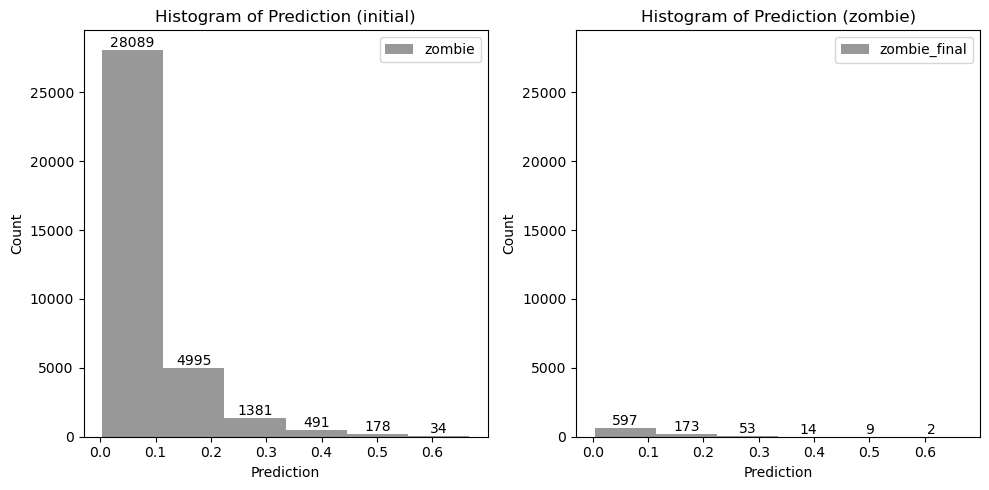 Histogram of Prediction (initial)
28089
zombie
4995
1381
491
178
34
25000
20000
15000
10000
5000
0
0.0 0.1 0.2 0.3 0.4 0.5 0.6
Prediction
Count
Histogram of Prediction (zombie)
zombie_final
597
173
53
14
9
2
25000
20000
15000
10000
5000
0
0.0 0.1 0.2 0.3 0.4 0.5 0.6
Prediction
Count